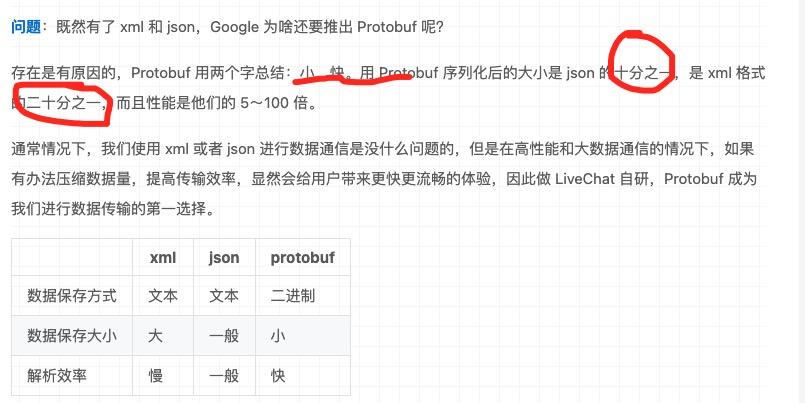 问题：既然有了 xml 和 json，Google 为啥还要推出 Protobuf 呢?
存在是有原因的，Protobuf 用两个字总结：小、快。用 Protobuf 序列化后的大小是 json 的十分之一，是 xml 格式
的二十分之一，而且性能是他们的 5～100 倍。
通常情况下，我们使用 xml 或者 json 进行数据通信是没什么问题的，但是在高性能和大数据通信的情况下，如果
有办法压缩数据量，提高传输效率，显然会给用户带来更快更流畅的体验，因此做 LiveChat 自研，Protobuf 成为
我们进行数据传输的第一选择。
xml json protobuf
数据保存方式 文本 文本 二进制
数据保存大小 大 一般 小
解析效率 慢 一般 快